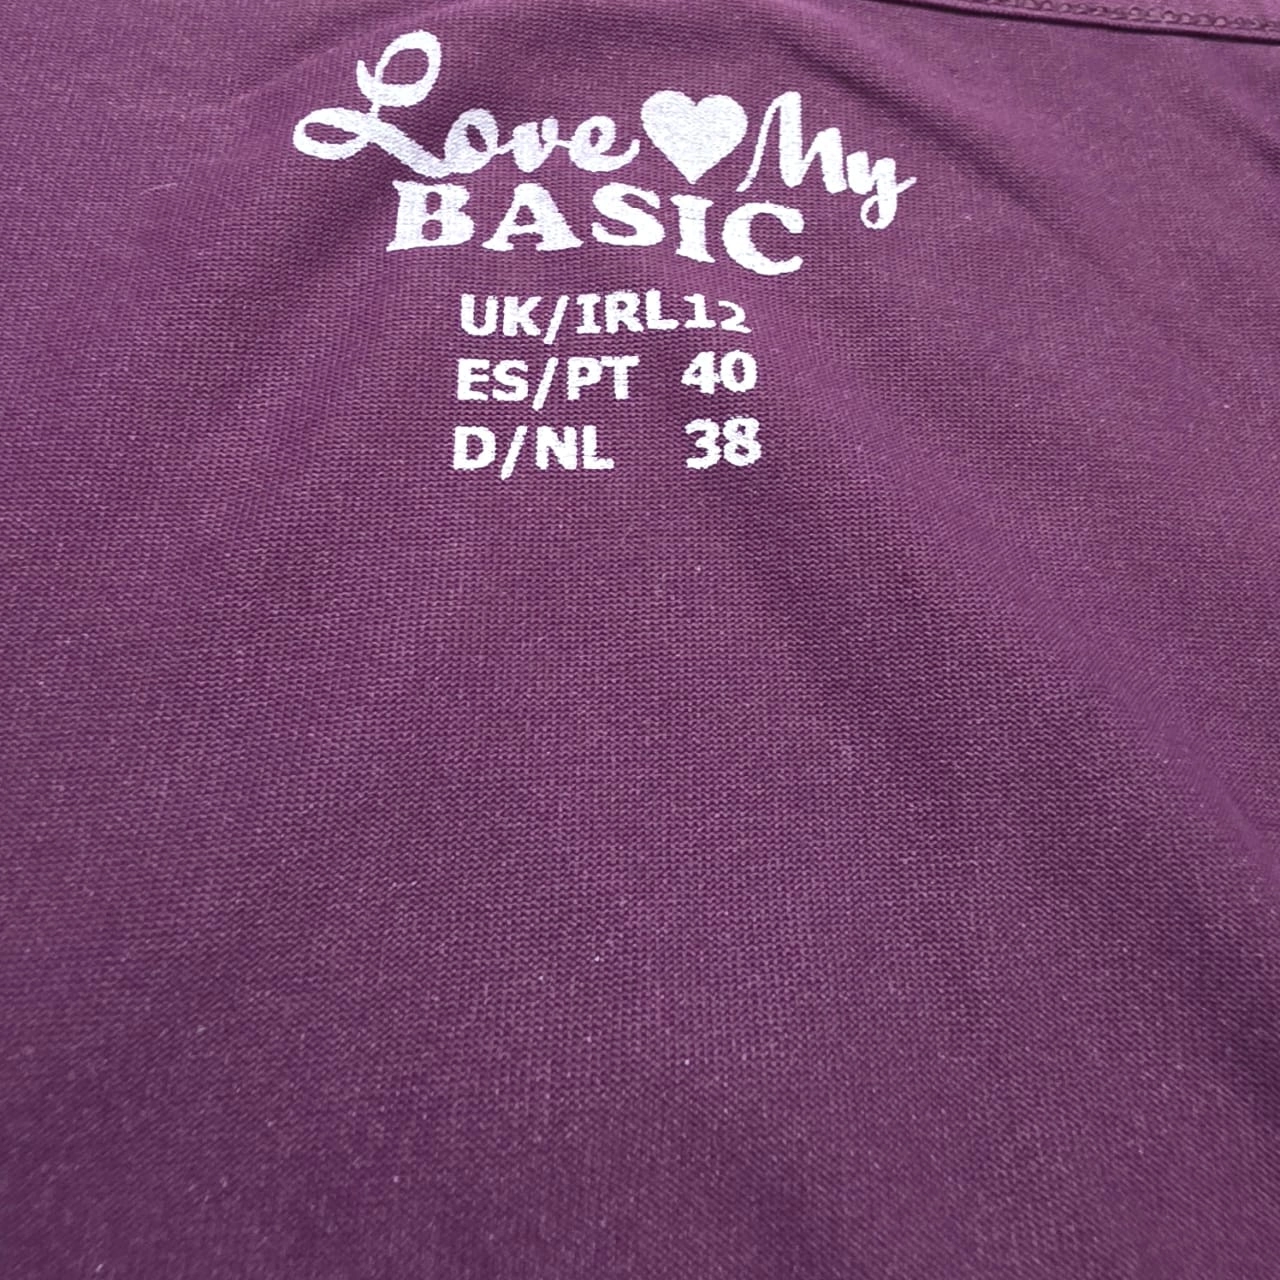 Love My
BASIC
UK/IRL12
ES/PT 40
D/NL 38